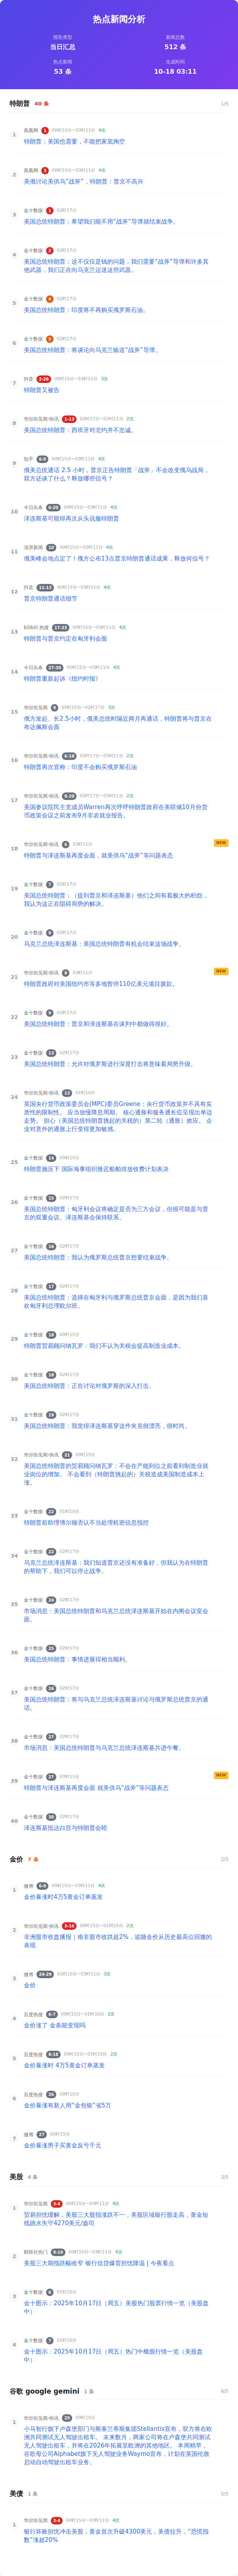 热点新闻分析
报告类型
当日汇总
新闻总数
512 条
热点新闻
53 条
生成时间
10-18 03:11
特朗普 40 条 1/5
1 凤凰网 1 00时15分~03时11分 4次
特朗普：美国也需要，不能把家底掏空
2 凤凰网 3 00时15分~03时11分 4次
美俄讨论美供乌"战斧"，特朗普：普京不高兴
3 金十数据 1 02时17分
美国总统特朗普：希望我们能不用"战斧"导弹就结束战争。
4 金十数据 2 02时17分
美国总统特朗普：这不仅仅是钱的问题，我们需要"战斧"导弹和许多其
他武器，我们正在向乌克兰运送这些武器。
5 金十数据 4 02时17分
美国总统特朗普：印度将不再购买俄罗斯石油。
6 金十数据 5 02时17分
美国总统特朗普：将谈论向乌克兰输送"战斧"导弹。
7 抖音 2-26 00时15分~03时11分 3次
特朗普又被告
8 华尔街见闻-快讯 1-13 02时17分~03时11分 2次
美国总统特朗普：西班牙对北约并不忠诚。
9 知乎 6-9 00时15分~03时11分 4次
俄美总统通话 2.5 小时，普京正告特朗普「战斧」不会改变俄乌战局，
双方还谈了什么？释放哪些信号？
10 今日头条 6-20 00时15分~03时11分 4次
泽连斯基可能得再次从头说服特朗普
11 澎湃新闻 10 00时15分~03时11分 4次
俄美峰会地点定了！俄方公布13点普京特朗普通话成果，释放何信号？
12 抖音 11-13 00时15分~03时11分 4次
普京特朗普通话细节
13 bilibili 热搜 17-23 00时15分~03时11分 4次
特朗普与普京约定在匈牙利会面
14 今日头条 27-30 00时15分~03时11分 4次
特朗普重新起诉《纽约时报》
15 华尔街见闻 9 00时15分~02时17分 3次
俄方发起、长2.5小时，俄美总统时隔近两月再通话，特朗普将与普京在
布达佩斯会面
16 华尔街见闻-快讯 6-18 02时17分~03时11分 2次
特朗普再次宣称：印度不会购买俄罗斯石油
17 华尔街见闻-快讯 8-20 02时17分~03时11分 2次
美国参议院民主党成员Warren再次呼吁特朗普政府在美联储10月份货
币政策会议之前发布9月非农就业报告。
18 华尔街见闻-快讯 6 03时11分 NEW
特朗普与泽连斯基再度会面，就美供乌"战斧"等问题表态
19 金十数据 7 02时17分
美国总统特朗普：（提到普京和泽连斯基）他们之间有着极大的积怨，
我认为这正在阻碍局势的解决。
20 金十数据 8 02时17分
乌克兰总统泽连斯基：美国总统特朗普有机会结束这场战争。
21 华尔街见闻-快讯 8 03时11分 NEW
特朗普政府对美国纽约市等多地暂停110亿美元项目拨款。
22 金十数据 9 02时17分
美国总统特朗普：普京和泽连斯基在谈判中都做得很好。
23 金十数据 12 02时17分
美国总统特朗普：允许对俄罗斯进行深度打击将意味着局势升级。
24 华尔街见闻-快讯 13 01时10分
英国央行货币政策委员会(MPC)委员Greene：央行货币政策并不具有实
质性的限制性。 应当放慢降息周期。 核心通胀和服务通长拉呈现出单边
走势。 担心（美国总统特朗普挑起的关税的）第二轮（通胀）效应。 企
业对意外的通胀上行变得更加敏感。
25 金十数据 14 00时15分
特朗普施压下 国际海事组织推迟船舶排放收费计划表决
26 金十数据 15 02时17分
美国总统特朗普：匈牙利会议将确定是否为三方会议，但很可能是与普
京的双重会议。泽连斯基会保持联系。
27 金十数据 16 02时17分
美国总统特朗普：我认为俄罗斯总统普京想要结束战争。
28 金十数据 17 02时17分
美国总统特朗普：选择在匈牙利与俄罗斯总统普京会面，是因为我们喜
欢匈牙利总理欧尔班。
29 金十数据 18 00时15分
特朗普贸易顾问纳瓦罗：我们不认为关税会提高制造业成本。
30 金十数据 18 02时17分
美国总统特朗普：正在讨论对俄罗斯的深入打击。
31 金十数据 19 02时17分
美国总统特朗普：我觉得泽连斯基穿这件夹克很漂亮，很时尚。
32 华尔街见闻-快讯 21 00时15分
美国总统特朗普的贸易顾问纳瓦罗：不会在产能到位之前看到制造业就
业岗位的增加。 不会看到（特朗普挑起的）关税造成美国制造成本上
涨。
33 金十数据 22 01时10分
特朗普前助理博尔顿否认不当处理机密信息指控
34 金十数据 22 02时17分
乌克兰总统泽连斯基：我们知道普京还没有准备好，但我认为在特朗普
的帮助下，我们可以停止战争。
35 金十数据 24 02时17分
市场消息：美国总统特朗普和乌克兰总统泽连斯基开始在内阁会议室会
面。
36 金十数据 25 02时17分
美国总统特朗普：事情进展得相当顺利。
37 金十数据 26 02时17分
美国总统特朗普：将与乌克兰总统泽连斯基讨论与俄罗斯总统普京的通
话。
38 金十数据 27 02时17分
市场消息：美国总统特朗普与乌克兰总统泽连斯基共进午餐。
39 金十数据 27 03时11分 NEW
特朗普与泽连斯基再度会面 就美供乌"战斧"等问题表态
40 金十数据 30 02时17分
泽连斯基抵达白宫与特朗普会晤
金价 7 条 2/5
1 微博 6-9 00时15分~03时11分 4次
金价暴涨时4万5黄金订单蒸发
2 华尔街见闻-快讯 3-16 00时15分~01时10分 2次
非洲股市收盘播报｜南非股市收跌超2%，追随金价从历史最高位回撤的
表现
3 微博 24-29 01时10分~03时11分 3次
金价
4 百度热搜 6-7 00时15分~01时10分 2次
金价涨了 金条能变现吗
5 百度热搜 8-18 00时15分~01时10分 2次
金价暴涨时 4万5黄金订单蒸发
6 百度热搜 26 00时15分
金价暴涨有新人用"金包银"省5万
7 微博 27 00时15分
金价暴涨男子买黄金反亏千元
美股 4 条 3/5
1 华尔街见闻 3-4 00时15分~03时11分 4次
贸易担忧缓解，美股三大股指涨跌不一，美股区域银行股走高，黄金短
线跳水失守4270美元/盎司
2 财联社热门 9-10 00时15分~03时11分 4次
美股三大期指跌幅收窄 银行信贷爆雷担忧降温 | 今夜看点
3 金十数据 6 01时10分
金十图示：2025年10月17日（周五）美股热门股票行情一览（美股盘
中）
4 金十数据 7 01时10分
金十图示：2025年10月17日（周五）美股热门中概股行情一览（美股盘
中）
谷歌 google gemini 1 条 4/5
1 华尔街见闻-快讯 25 00时15分
小马智行旗下卢森堡部门与斯泰兰蒂斯集团Stellantis宣布，双方将在欧
洲共同测试无人驾驶出租车。 未来数月，两家公司将在卢森堡共同测试
无人驾驶出租车，并将在2026年拓展至欧洲的其他地区。 本周稍早，
谷歌母公司Alphabet旗下无人驾驶业务Waymo宣布，计划在英国伦敦
启动自动驾驶出租车业务。
美债 1 条 5/5
1 华尔街见闻 3-4 00时15分~03时11分 4次
银行坏账担忧冲击美股，黄金首次升破4300美元，美债拉升，"恐慌指
数"涨超20%